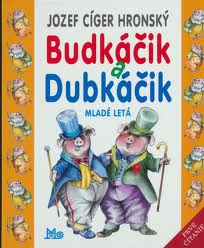 JOZEF CÍGER HRONSKÝ
Budkáčik
a
Dubkáčik
MLADÉ LETÁ
PRVÉ ČÍTANIE